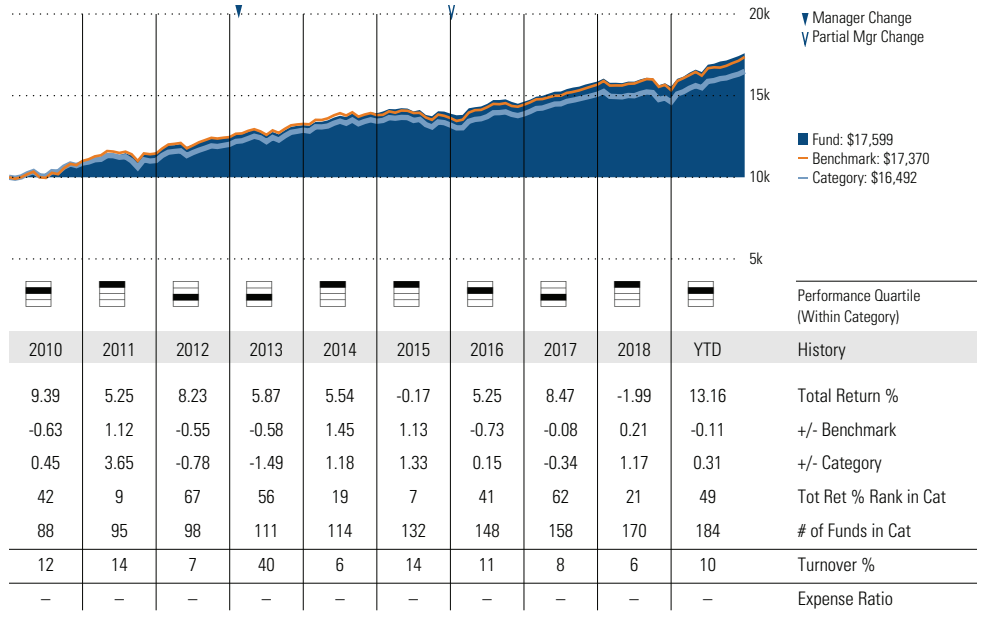 20k
▼ Manager Change
V Partial Mgr Change
15k
Fund: $17,599
Benchmark: $17,370
Category: $16,492
10k
5k
Performance Quartile
(Within Category)
2010 2011 2012 2013 2014 2015 2016 2017 2018 YTD History
9.39 5.25 8.23 5.87 5.54 -0.17 5.25 8.47 -1.99 13.16 Total Return %
-0.63 1.12 -0.55 -0.58 1.45 1.13 -0.73 -0.08 0.21 -0.11 +/- Benchmark
0.45 3.65 -0.78 -1.49 1.18 1.33 0.15 -0.34 1.17 0.31 +/- Category
42 9 67 56 19 7 41 62 21 49 Tot Ret % Rank in Cat
88 95 98 111 114 132 148 158 170 184 # of Funds in Cat
12 14 7 40 6 14 11 8 6 10 Turnover %
– – – – – – – – – – Expense Ratio